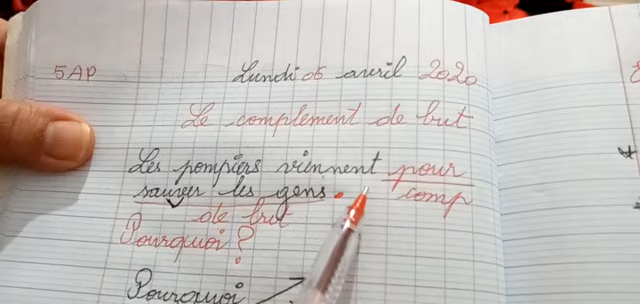 5AP
Lundi 06 avril 2020
Le complément de but
Les pompiers viennent pour
sauver les gens. comp
de but
Pourquoi ?
Pourquoi